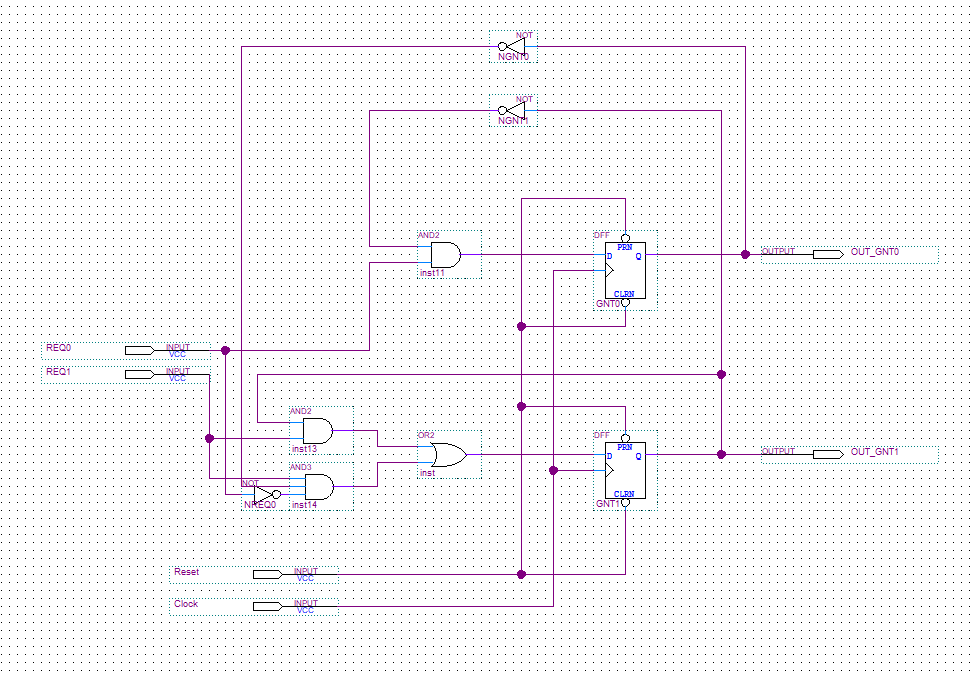 NOT
NGNT0
NOT
NGNT1
AND2
inst11
DFF
PRN
D Q
CLRN
GNT0
OUTPUT OUT_GNT0
REQ0 INPUT
VCC
REQ1 INPUT
VCC
AND2
inst13
OR2
inst
DFF
PRN
D Q
CLRN
GNT1
OUTPUT OUT_GNT1
AND3
inst14
NOT
NREQ0
Reset INPUT
VCC
Clock INPUT
VCC